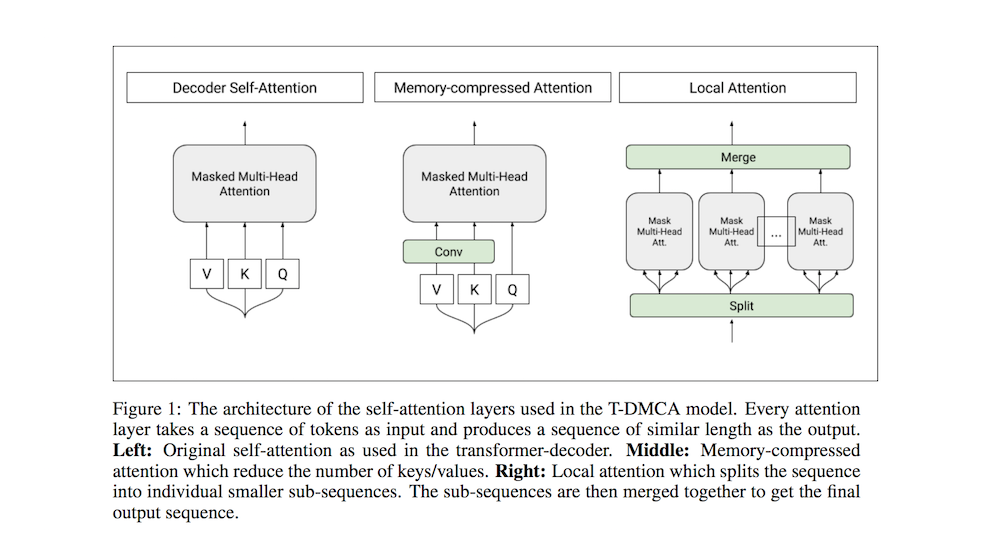 Decoder Self-Attention
Memory-compressed Attention
Local Attention
Masked Multi-Head
Attention
V K Q
Masked Multi-Head
Attention
Conv
V K Q
Merge
Mask
Multi-Head
Att.
Mask
Multi-Head
Att.
...
Mask
Multi-Head
Att.
Split
Figure 1: The architecture of the self-attention layers used in the T-DMCA model. Every attention
layer takes a sequence of tokens as input and produces a sequence of similar length as the output.
Left: Original self-attention as used in the transformer-decoder. Middle: Memory-compressed
attention which reduce the number of keys/values. Right: Local attention which splits the sequence
into individual smaller sub-sequences. The sub-sequences are then merged together to get the final
output sequence.